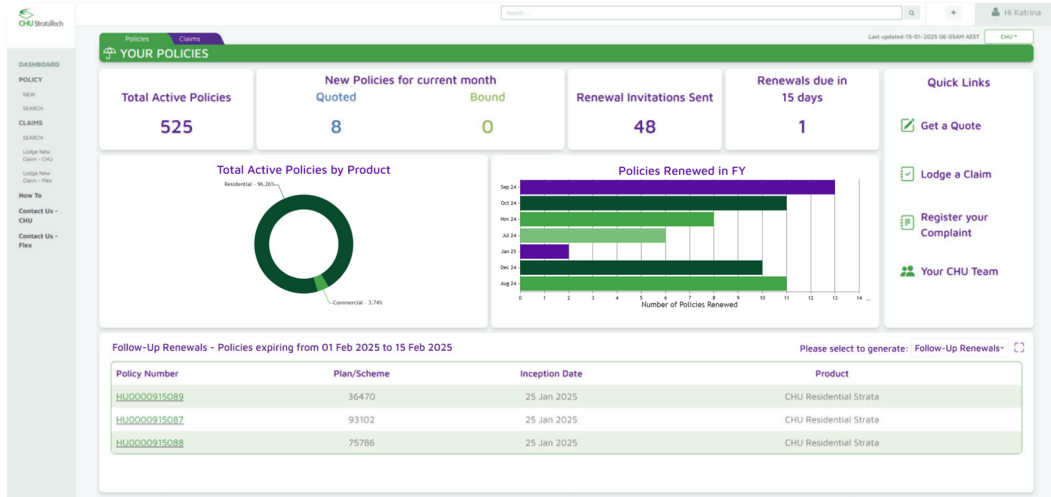 CHU StrataTech
Search ...
+
Hi Katrina
Policies
Claims
Last updated:15-01-2025 06:05AM AEST
CHU
YOUR POLICIES
DASHBOARD
POLICY
NEW
SEARCH
CLAIMS
SEARCH
Lodge New
Claim - CHU
Lodge New
Claim - Flex
How To
Contact Us -
CHU
Contact Us -
Flex
Total Active Policies
525
New Policies for current month
Quoted
Bound
8
0
Renewal Invitations Sent
48
Renewals due in
15 days
1
Quick Links
Get a Quote
Lodge a Claim
Register your
Complaint
Your CHU Team
Total Active Policies by Product
Residential - 96.26%
Commercial - 3.74%
Policies Renewed in FY
Sep 24
Oct 24
Nov 24
Jul 24
Jan 25
Dec 24
Aug 24
0 1 2 3 4 5 6 7 8 9 10 11 12 13 14 ...
Number of Policies Renewed
Follow-Up Renewals - Policies expiring from 01 Feb 2025 to 15 Feb 2025
Please select to generate: Follow-Up Renewals
Policy Number Plan/Scheme Inception Date Product
HU0000915089 36470 25 Jan 2025 CHU Residential Strata
HU0000915087 93102 25 Jan 2025 CHU Residential Strata
HU0000915088 75786 25 Jan 2025 CHU Residential Strata